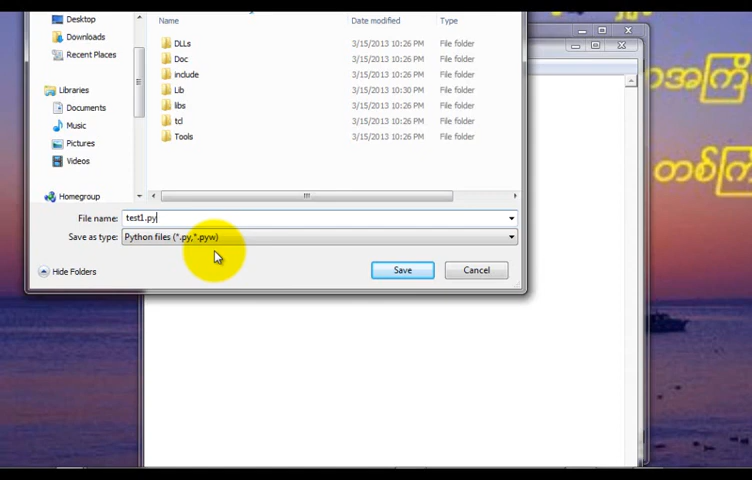 Desktop
Downloads
Recent Places
Libraries
Documents
Music
Pictures
Videos
Homegroup
Name Date modified Type
DLLs 3/15/2013 10:26 PM File folder
Doc 3/15/2013 10:26 PM File folder
include 3/15/2013 10:26 PM File folder
Lib 3/15/2013 10:30 PM File folder
libs 3/15/2013 10:26 PM File folder
tcl 3/15/2013 10:26 PM File folder
Tools 3/15/2013 10:26 PM File folder
File name: test1.py
Save as type: Python files (*.py,*.pyw)
Hide Folders Save Cancel